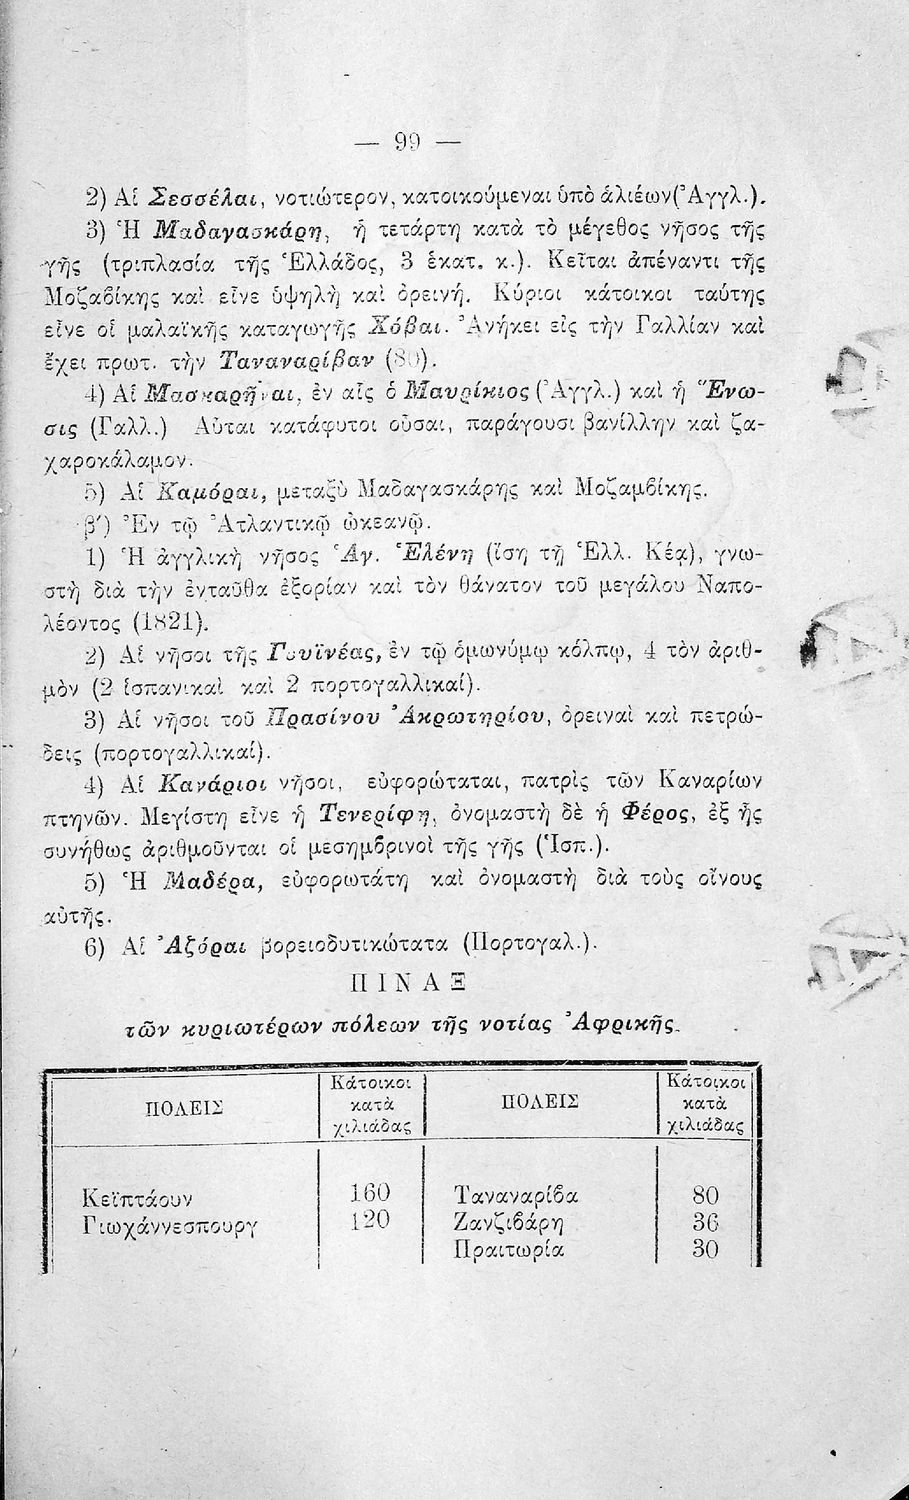 — 99 —
2) Αἱ Σεσσέλαι, νοτιώτερον, κατοικούμεναι ὑπὸ ἁλιέων(Ἀγγλ.).
3) Ἡ Μαδαγασκάρη, ἡ τετάρτη κατὰ τὸ μέγεθος νῆσος τῆς
γῆς (τριπλασία τῆς Ἑλλάδος, 3 ἑκατ. κ.). Κεῖται ἀπέναντι τῆς
Μοζαβίκης καὶ εἶνε ὑψηλὴ καὶ ὀρεινή. Κύριοι κάτοικοι ταύτης
εἶνε οἱ μαλαϊκῆς καταγωγῆς Χόβαι. Ἀνήκει εἰς τὴν Γαλλίαν καὶ
ἔχει πρωτ. τὴν Ταναναρίβαν (80).
4) Αἱ Μασκαρῆναι, ἐν αἷς ὁ Μαυρίκιος (Ἀγγλ.) καὶ ἡ Ἕνω-
σις (Γαλλ.) Αὗται κατάφυτοι οὖσαι, παράγουσι βανίλλην καὶ ζα-
χαροκάλαμον.
5) Αἱ Καμόραι, μεταξὺ Μαδαγασκάρης καὶ Μοζαμβίκης.
β') Ἐν τῷ Ἀτλαντικῷ ὠκεανῷ.
1) Ἡ ἀγγλικὴ νῆσος Ἁγ. Ἑλένη (ἴση τῇ Ἑλλ. Κέᾳ), γνω-
στὴ διὰ τὴν ἐνταῦθα ἐξορίαν καὶ τὸν θάνατον τοῦ μεγάλου Ναπο-
λέοντος (1821).
2) Αἱ νῆσοι τῆς Γουϊνέας, ἐν τῷ ὁμωνύμῳ κόλπῳ, 4 τὸν ἀριθ-
μὸν (2 ἱσπανικαὶ καὶ 2 πορτογαλλικαί).
3) Αἱ νῆσοι τοῦ Πρασίνου Ἀκρωτηρίου, ὀρειναὶ καὶ πετρώ-
δεις (πορτογαλλικαί).
4) Αἱ Κανάριοι νῆσοι, εὐφορώταται, πατρὶς τῶν Καναρίων
πτηνῶν. Μεγίστη εἶνε ἡ Τενερίφη, ὀνομαστὴ δὲ ἡ Φέρος, ἐξ ἧς
συνήθως ἀριθμοῦνται οἱ μεσημβρινοὶ τῆς γῆς (Ἱσπ.).
5) Ἡ Μαδέρα, εὐφορωτάτη καὶ ὀνομαστὴ διὰ τοὺς οἴνους
αὐτῆς.
6) Αἱ Ἀζόραι βορειοδυτικώτατα (Πορτογαλ.).
ΠΙΝΑΞ
τῶν κυριωτέρων πόλεων τῆς νοτίας Ἀφρικῆς.
ΠΟΛΕΙΣ
Κάτοικοι
κατὰ
χιλιάδας
ΠΟΛΕΙΣ
Κάτοικοι
κατὰ
χιλιάδας
Κεϊπτάουν 160 Ταναναρίβα 80
Γιωχάννεσπουργ 120 Ζανζιβάρη 36
Πραιτωρία 30